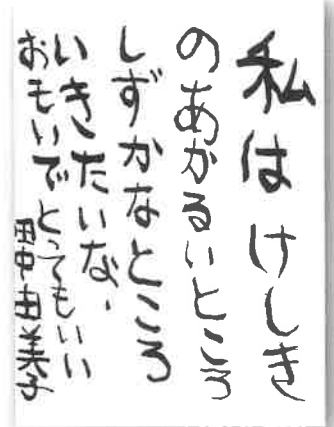 私は けしき
のあかるいところ
しずかなところ
いきたいな、
おもいで とってもいい
田中由美子